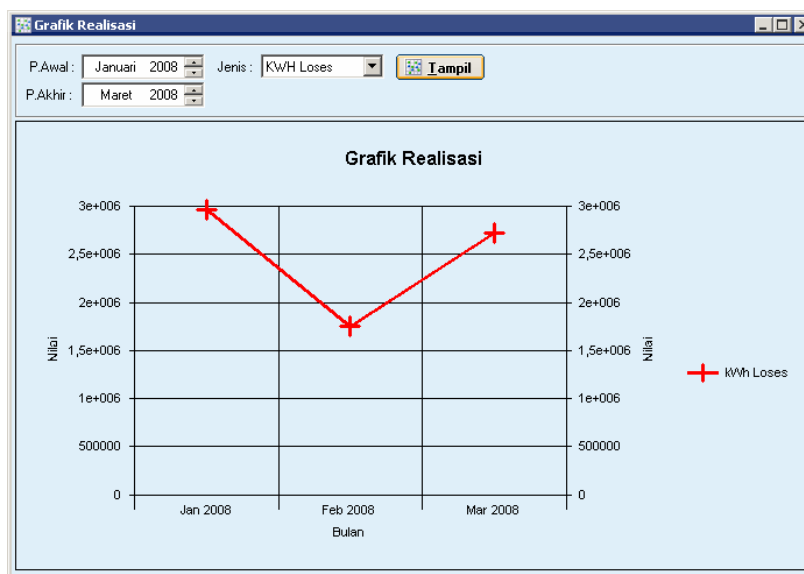 Grafik Realisasi
P.Awal : Januari 2008 Jenis : KWH Loses Tampil
P.Akhir : Maret 2008
Grafik Realisasi
3e+006 3e+006
2,5e+006 2,5e+006
2e+006 2e+006
Nilai 1,5e+006 1,5e+006 Nilai
kWh Loses
1e+006 1e+006
500000 500000
0 0
Jan 2008 Feb 2008 Mar 2008
Bulan